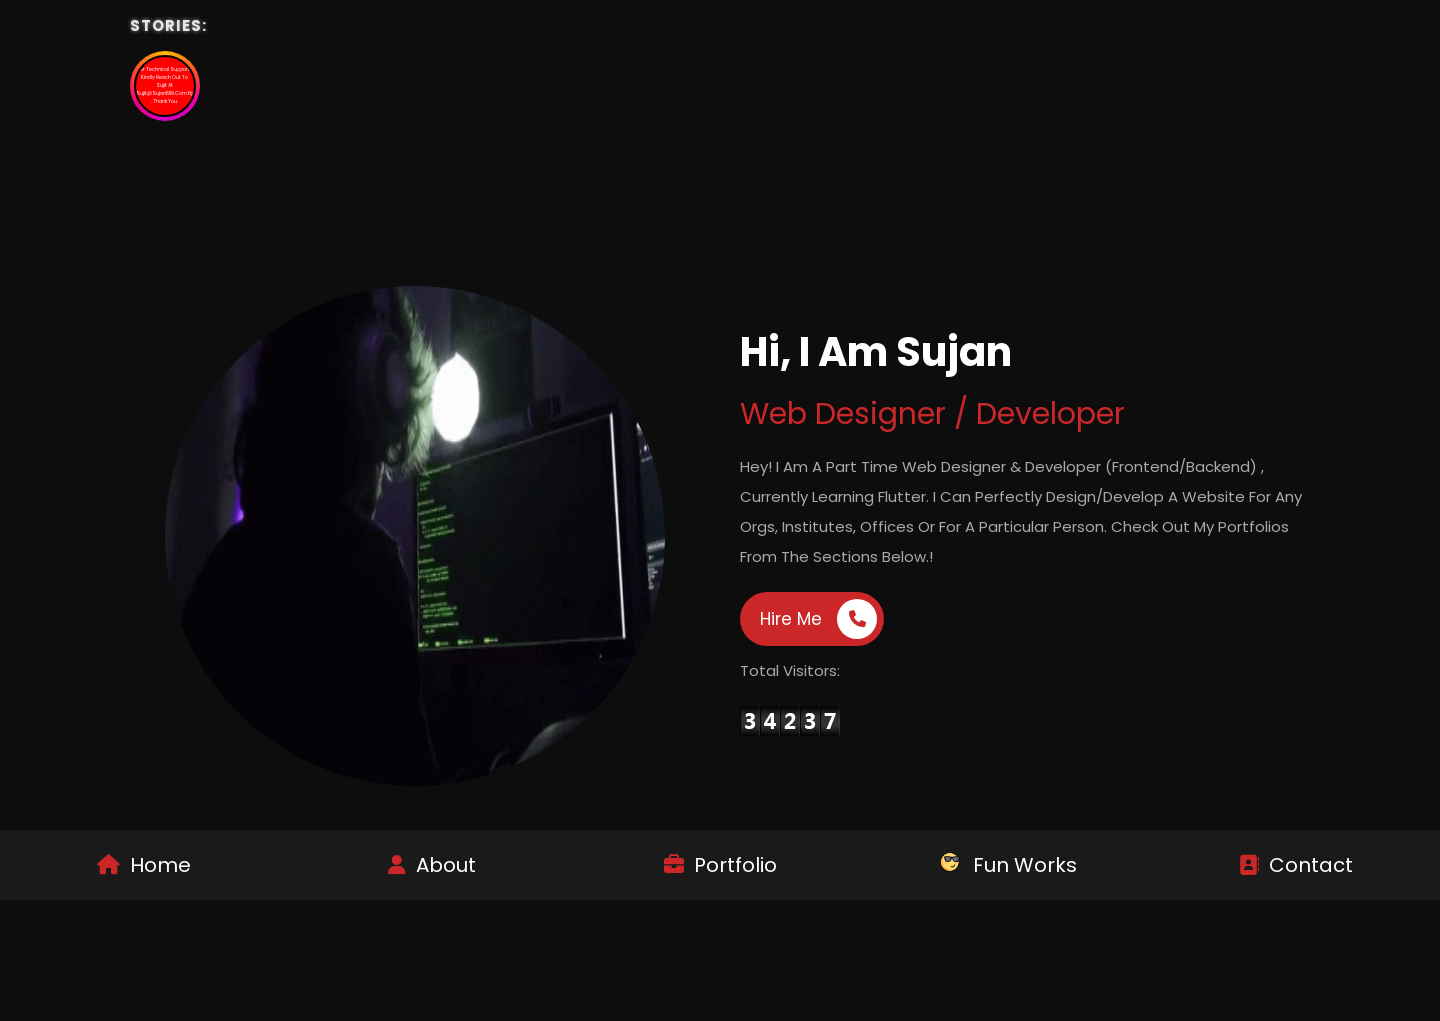 STORIES:
Technical Support
Kindly Reach Out To
Sujit At
Thank You.
Hi, I Am Sujan
Web Designer / Developer
Hey! I Am A Part Time Web Designer & Developer (Frontend/Backend) ,
Currently Learning Flutter. I Can Perfectly Design/Develop A Website For Any
Orgs, Institutes, Offices Or For A Particular Person. Check Out My Portfolios
From The Sections Below.!
Hire Me
Total Visitors:
34237
Home
About
Portfolio
Fun Works
Contact